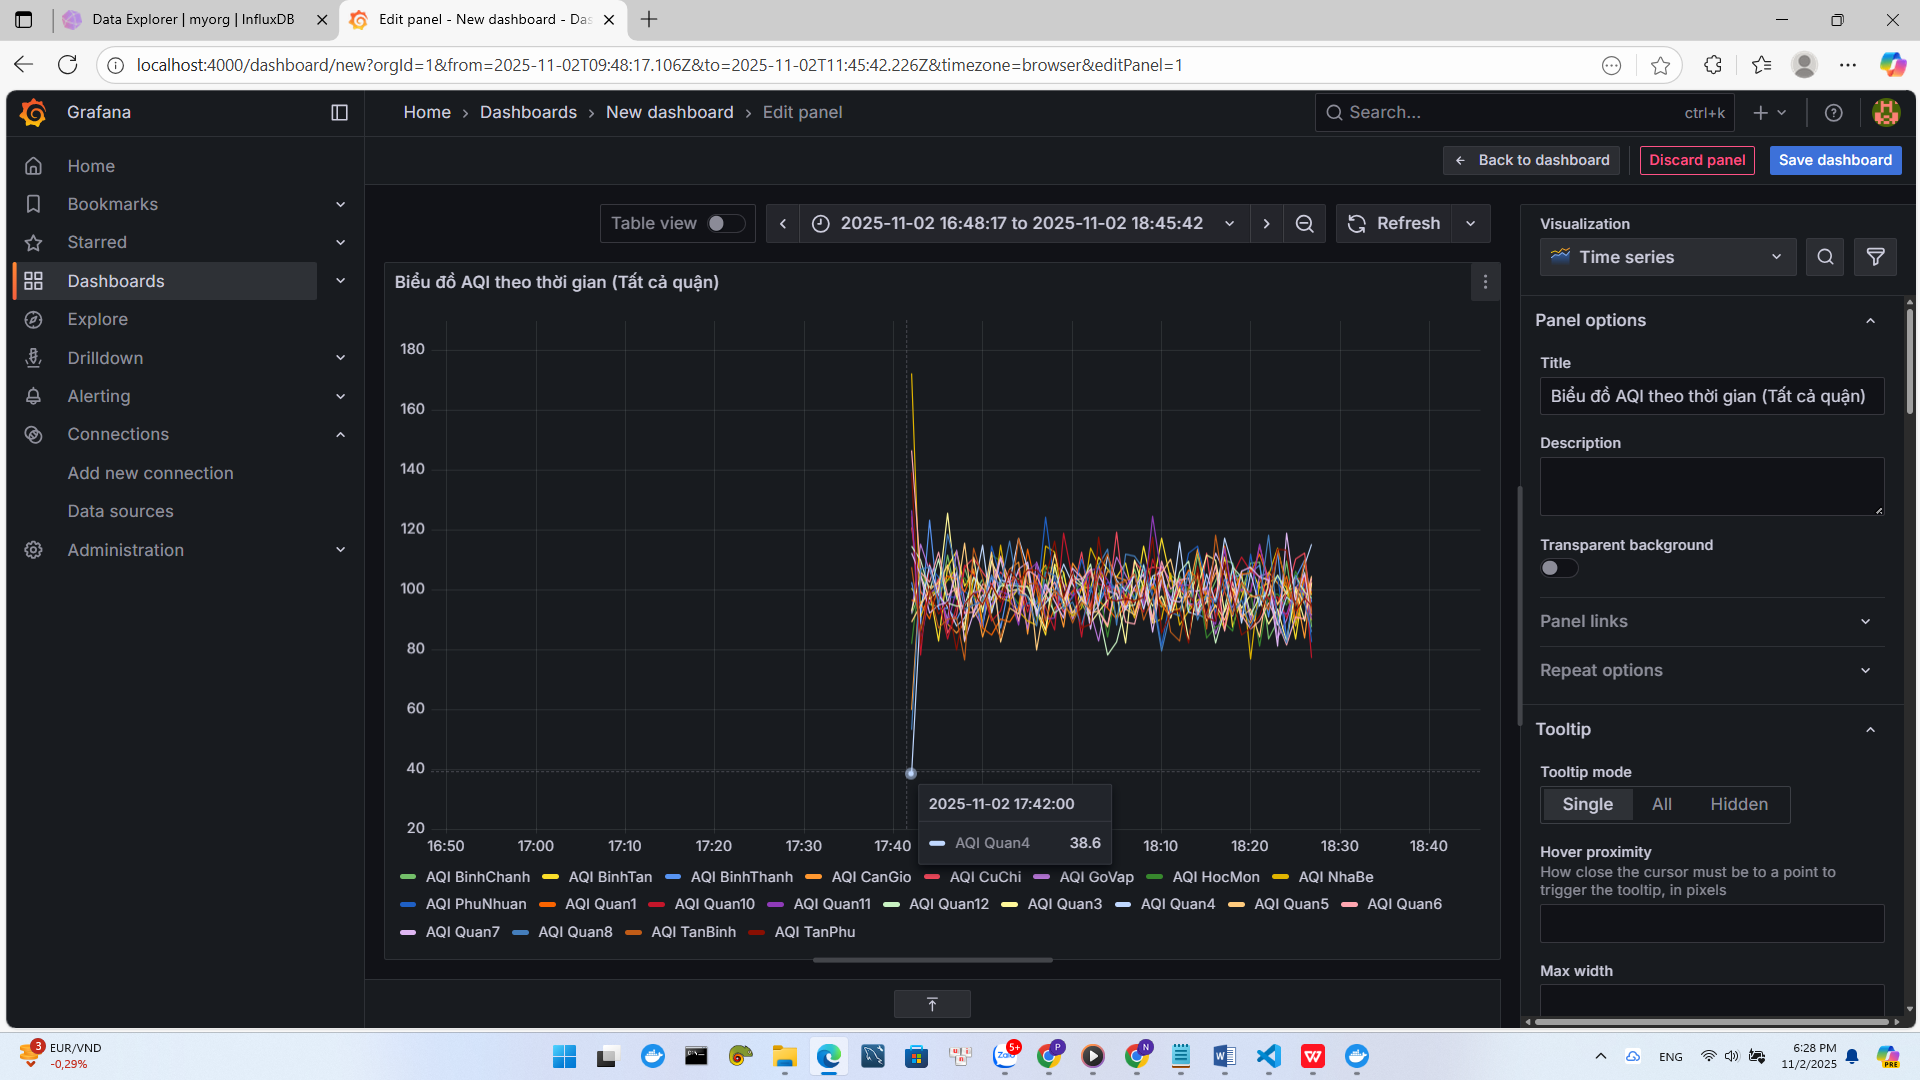 Data Explorer | myorg | InfluxDB
Edit panel - New dashboard - Das
localhost:4000/dashboard/new?orgId=1&from=2025-11-02T09:48:17.106Z&to=2025-11-02T11:45:42.226Z&timezone=browser&editPanel=1
Grafana
Home › Dashboards › New dashboard › Edit panel
Search... ctrl+k
Back to dashboard Discard panel Save dashboard
Home
Bookmarks
Starred
Dashboards
Explore
Drilldown
Alerting
Connections
Add new connection
Data sources
Administration
Table view
2025-11-02 16:48:17 to 2025-11-02 18:45:42
Refresh
Biểu đồ AQI theo thời gian (Tất cả quận)
180
160
140
120
100
80
60
40
20
16:50 17:00 17:10 17:20 17:30 17:40 18:10 18:20 18:30 18:40
2025-11-02 17:42:00
AQI Quan4 38.6
AQI BinhChanh AQI BinhTan AQI BinhThanh AQI CanGio AQI CuChi AQI GoVap AQI HocMon AQI NhaBe
AQI PhuNhuan AQI Quan1 AQI Quan10 AQI Quan11 AQI Quan12 AQI Quan3 AQI Quan4 AQI Quan5 AQI Quan6
AQI Quan7 AQI Quan8 AQI TanBinh AQI TanPhu
Visualization
Time series
Panel options
Title
Biểu đồ AQI theo thời gian (Tất cả quận)
Description
Transparent background
Panel links
Repeat options
Tooltip
Tooltip mode
Single All Hidden
Hover proximity
How close the cursor must be to a point to
trigger the tooltip, in pixels
Max width
3
EUR/VND
-0,29%
5+
Zalo
P
N
PRE
ENG
6:28 PM
11/2/2025